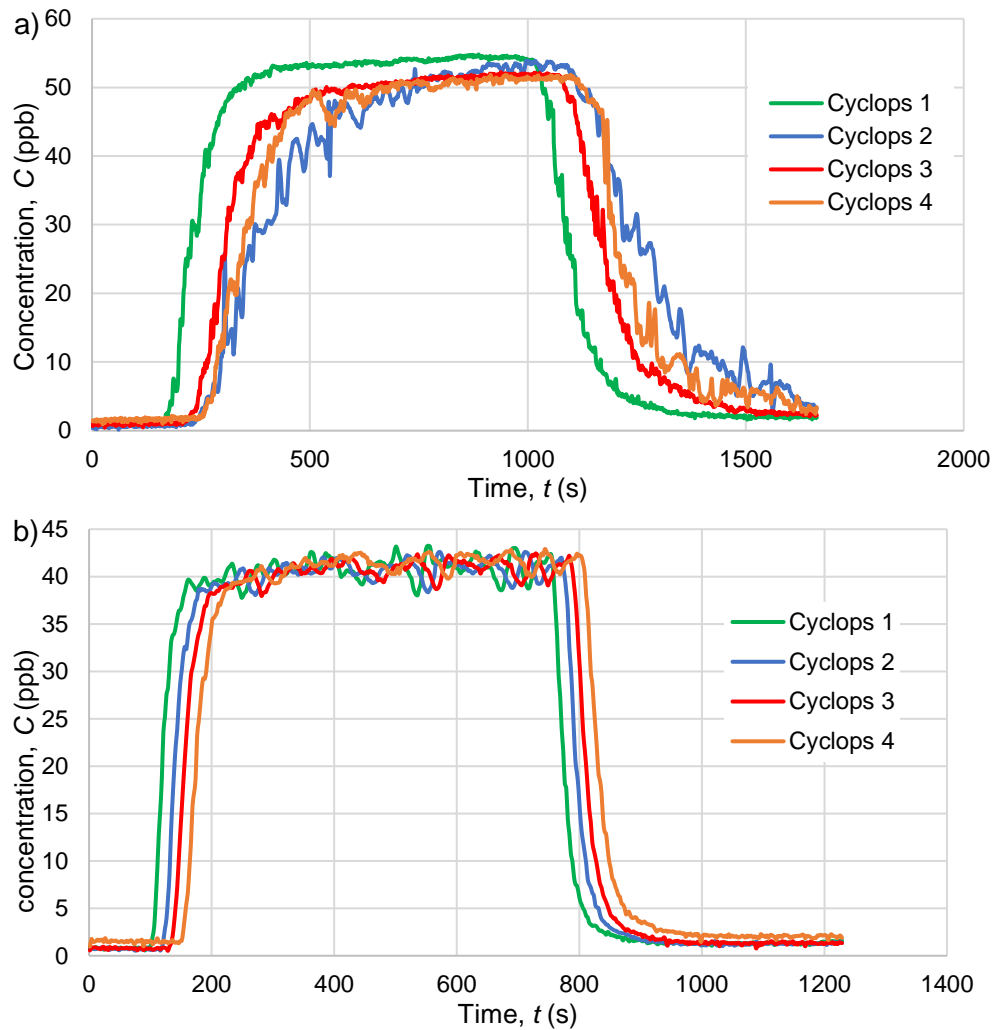 a)
60
50
40
30
20
10
0
Concentration, C (ppb)
Cyclops 1
Cyclops 2
Cyclops 3
Cyclops 4
0 500 1000 1500 2000
Time, t (s)
b)
45
40
35
30
25
20
15
10
5
0
concentration, C (ppb)
Cyclops 1
Cyclops 2
Cyclops 3
Cyclops 4
0 200 400 600 800 1000 1200 1400
Time, t (s)